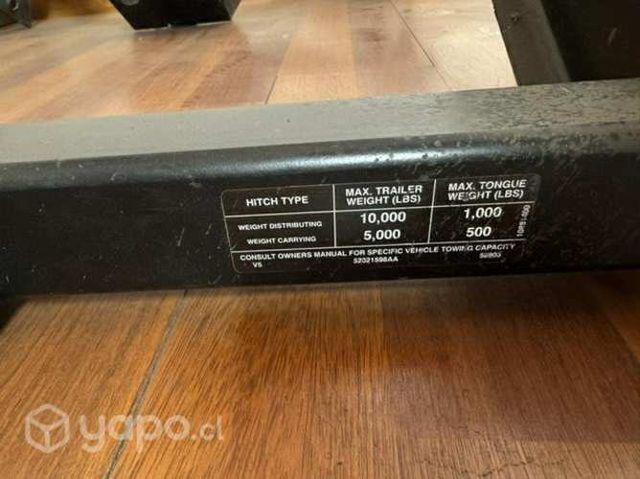 HITCH TYPE MAX. TRAILER WEIGHT (LBS) MAX. TONGUE WEIGHT (LBS)
WEIGHT DISTRIBUTING 10,000 1,000
WEIGHT CARRYING 5,000 500
CONSULT OWNERS MANUAL FOR SPECIFIC VEHICLE TOWING CAPACITY
V5 52021598AA
yapo.cl